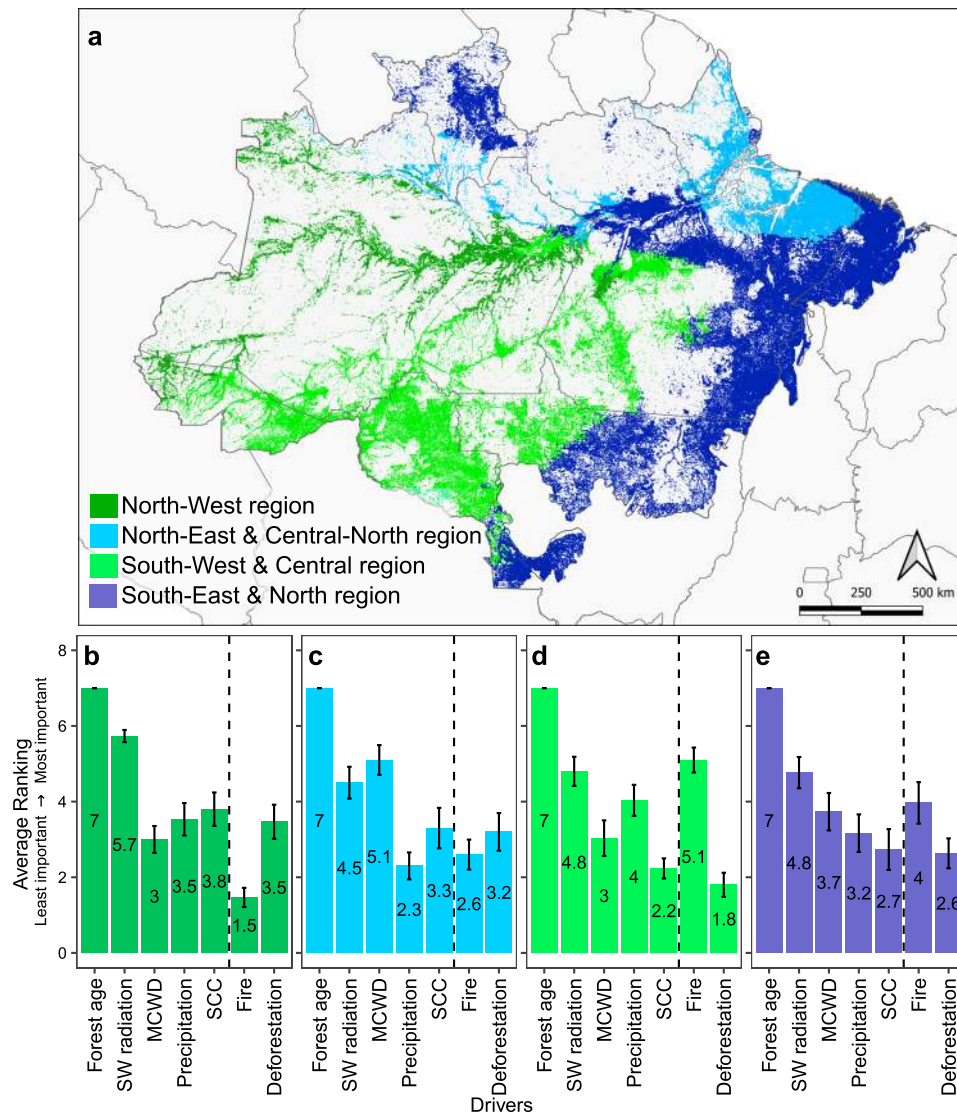 a
North-West region
North-East & Central-North region
South-West & Central region
South-East & North region
0 250 500 km
Average Ranking
Least important → Most important
8
6
4
2
0
b
7
5.7
3
3.5
3.8
1.5
3.5
c
7
4.5
5.1
2.3
3.3
2.6
3.2
d
7
4.8
3
4
2.2
5.1
1.8
e
7
4.8
3.7
3.2
2.7
4
2.6
Forest age
SW radiation
MCWD
Precipitation
SCC
Fire
Deforestation
Forest age
SW radiation
MCWD
Precipitation
SCC
Fire
Deforestation
Forest age
SW radiation
MCWD
Precipitation
SCC
Fire
Deforestation
Forest age
SW radiation
MCWD
Precipitation
SCC
Fire
Deforestation
Drivers